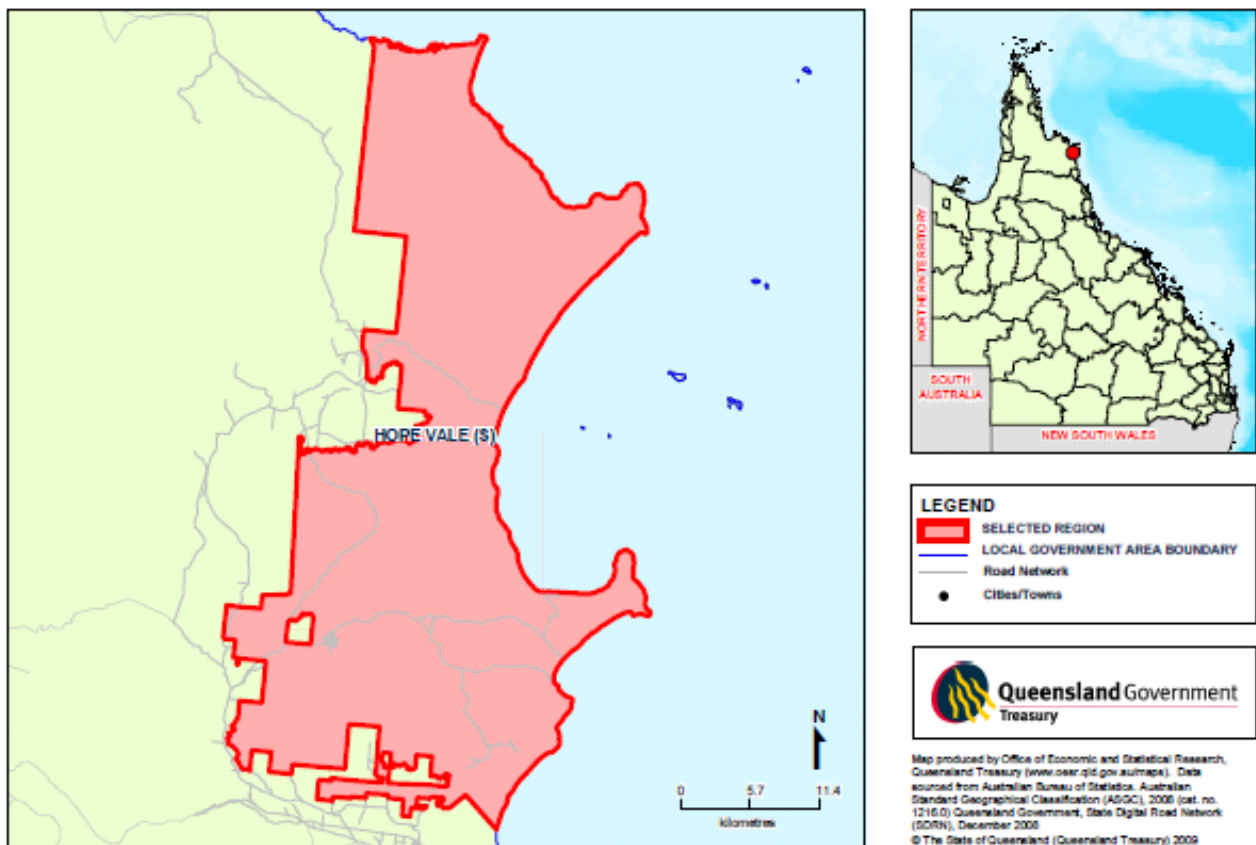 HOPE VALE (S)
N
0 5.7 11.4
kilometres
NORTHERN TERRITORY
SOUTH
AUSTRALIA
NEW SOUTH WALES
LEGEND
SELECTED REGION
LOCAL GOVERNMENT AREA BOUNDARY
Road Network
Cities/Towns
Queensland Government
Treasury
Map produced by Office of Economic and Statistical Research,
Queensland Treasury (www.oesr.qld.gov.au/maps). Data
sourced from Australian Bureau of Statistics. Australian
Standard Geographical Classification (ASGC), 2006 (cat. no.
1216.0) Queensland Government, State Digital Road Network
(SDRN), December 2006
© The State of Queensland (Queensland Treasury) 2009